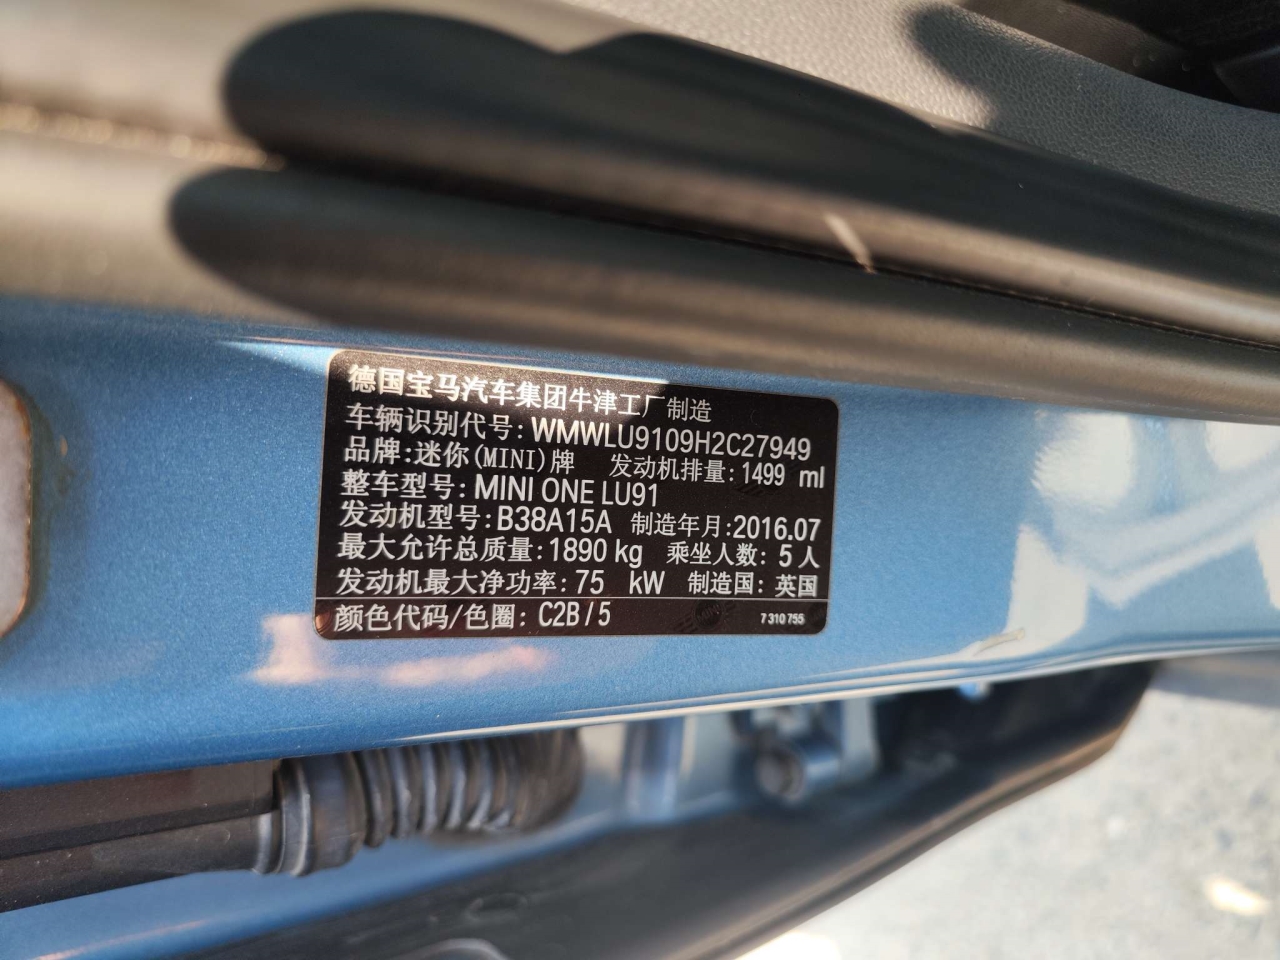 德国宝马汽车集团牛津工厂制造
车辆识别代号: WMWLU9109H2C27949
品牌:迷你(MINI)牌 发动机排量: 1499 ml
整车型号: MINI ONE LU91
发动机型号: B38A15A 制造年月:2016.07
最大允许总质量: 1890 kg 乘坐人数: 5 人
发动机最大净功率: 75 kW 制造国: 英国
颜色代码/色圈: C2B / 5 7 310 755